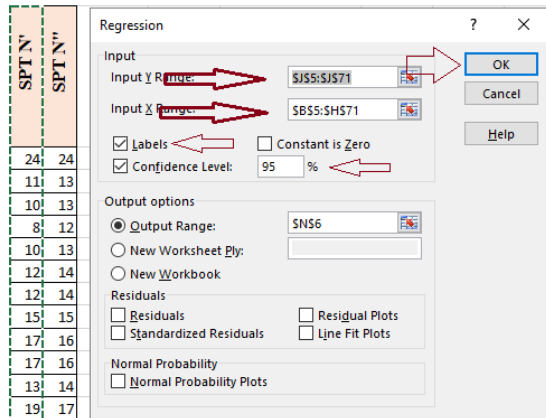 SPT N'
SPT N"
24 24
11 13
10 13
8 12
10 13
12 14
12 14
15 15
17 16
17 16
13 14
19 17
Regression
?
Input
Input Y Range:
$J$5:$J$71
Input X Range:
$B$5:$H$71
Labels
Constant is Zero
Confidence Level:
95 %
OK
Cancel
Help
Output options
Output Range:
$N$6
New Worksheet Ply:
New Workbook
Residuals
Residuals
Residual Plots
Standardized Residuals
Line Fit Plots
Normal Probability
Normal Probability Plots